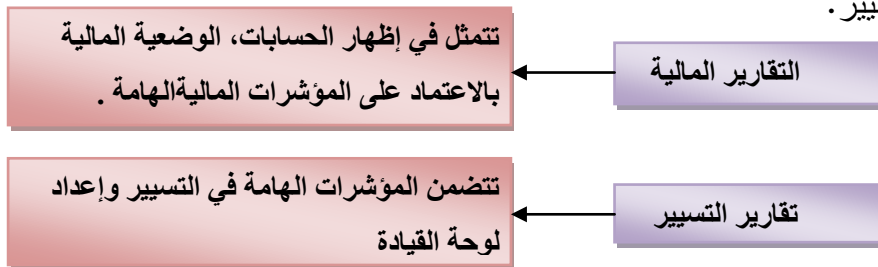 يير.
التقارير المالية
تتمثل في إظهار الحسابات، الوضعية المالية
بالاعتماد على المؤشرات الماليةالهامة .
تقارير التسيير
تتضمن المؤشرات الهامة في التسيير وإعداد
لوحة القيادة